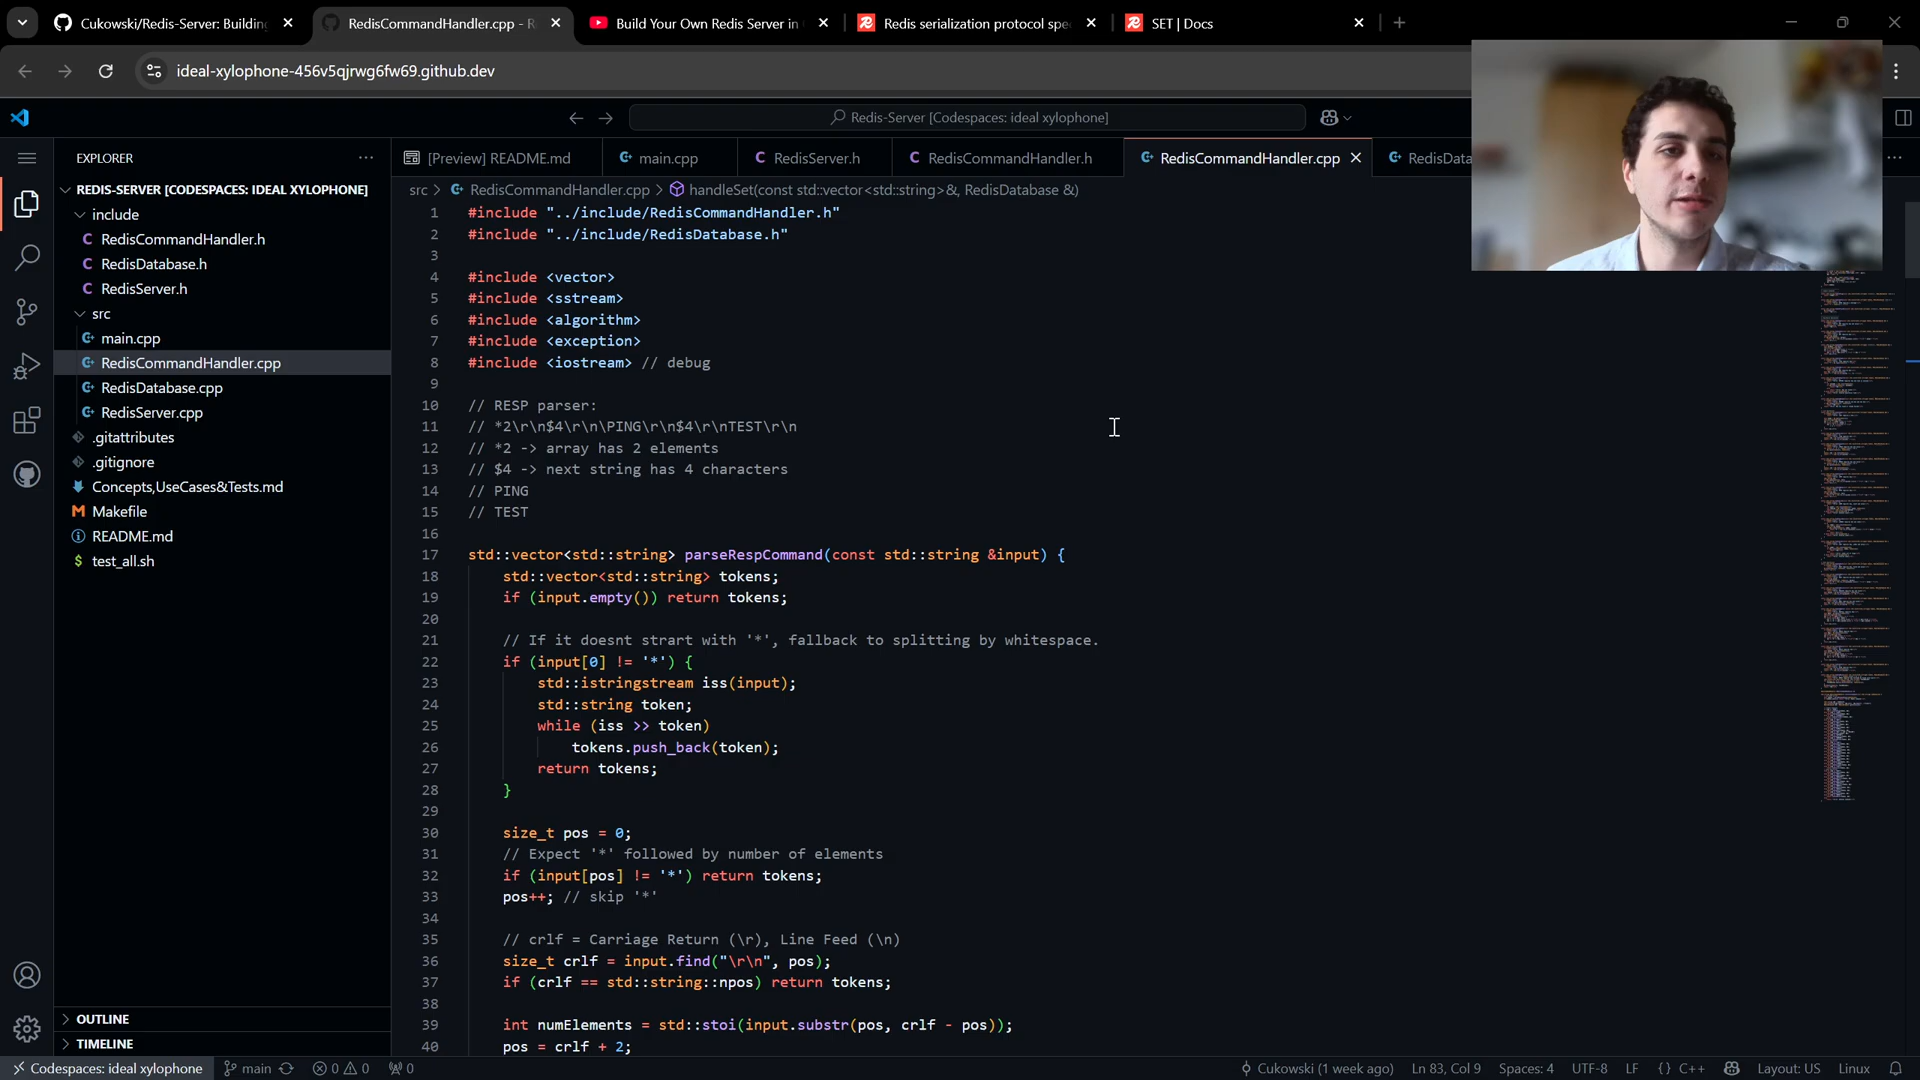 Cukowski/Redis-Server: Building
RedisCommandHandler.cpp - R
Build Your Own Redis Server in
Redis serialization protocol spe
SET | Docs
ideal-xylophone-456v5qjrwg6fw69.github.dev
Redis-Server [Codespaces: ideal xylophone]
EXPLORER
[Preview] README.md
main.cpp
RedisServer.h
RedisCommandHandler.h
RedisCommandHandler.cpp
RedisData
REDIS-SERVER [CODESPACES: IDEAL XYLOPHONE]
include
RedisCommandHandler.h
RedisDatabase.h
RedisServer.h
src
main.cpp
RedisCommandHandler.cpp
RedisDatabase.cpp
RedisServer.cpp
.gitattributes
.gitignore
Concepts,UseCases&Tests.md
Makefile
README.md
test_all.sh
OUTLINE
TIMELINE
src > RedisCommandHandler.cpp > handleSet(const std::vector<std::string>&, RedisDatabase &)
1 #include "../include/RedisCommandHandler.h"
2 #include "../include/RedisDatabase.h"
3
4 #include <vector>
5 #include <sstream>
6 #include <algorithm>
7 #include <exception>
8 #include <iostream> // debug
9
10 // RESP parser:
11 // *2\r\n$4\r\n\PING\r\n$4\r\nTEST\r\n
12 // *2 -> array has 2 elements
13 // $4 -> next string has 4 characters
14 // PING
15 // TEST
16
17 std::vector<std::string> parseRespCommand(const std::string &input) {
18 std::vector<std::string> tokens;
19 if (input.empty()) return tokens;
20
21 // If it doesnt strart with '*', fallback to splitting by whitespace.
22 if (input[0] != '*') {
23 std::istringstream iss(input);
24 std::string token;
25 while (iss >> token)
26 tokens.push_back(token);
27 return tokens;
28 }
29
30 size_t pos = 0;
31 // Expect '*' followed by number of elements
32 if (input[pos] != '*') return tokens;
33 pos++; // skip '*'
34
35 // crlf = Carriage Return (\r), Line Feed (\n)
36 size_t crlf = input.find("\r\n", pos);
37 if (crlf == std::string::npos) return tokens;
38
39 int numElements = std::stoi(input.substr(pos, crlf - pos));
40 pos = crlf + 2;
Codespaces: ideal xylophone
main
0 0
0
Cukowski (1 week ago)
Ln 83, Col 9
Spaces: 4
UTF-8
LF
{} C++
Layout: US
Linux